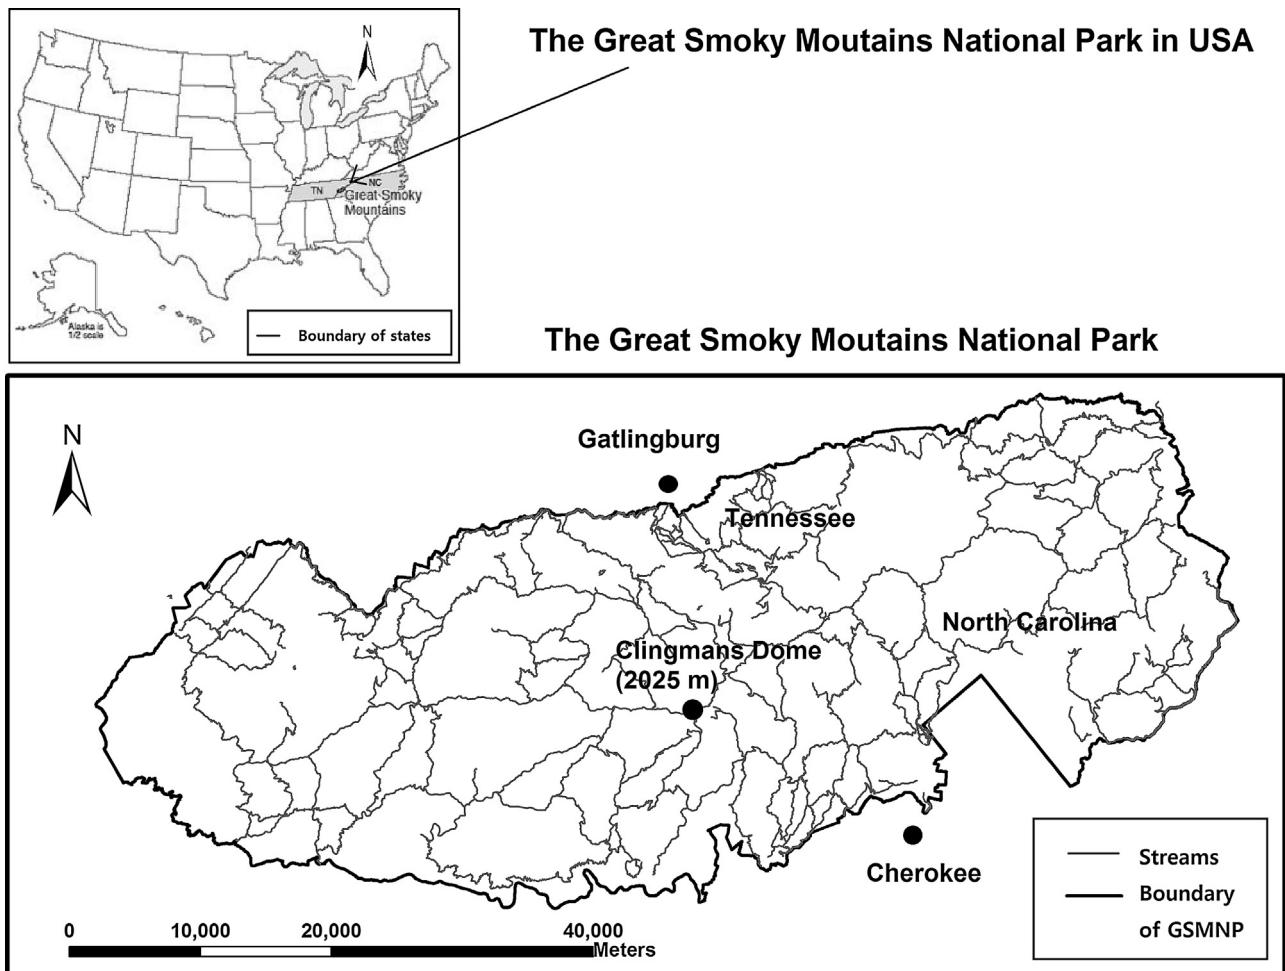 The Great Smoky Moutains National Park in USA
N
TN
NC
Great Smoky
Mountains
Alaska is
1/2 scale
Boundary of states
The Great Smoky Moutains National Park
N
Gatlingburg
Tennessee
North Carolina
Clingmans Dome
(2025 m)
Cherokee
Streams
Boundary
of GSMNP
0 10,000 20,000 40,000
Meters